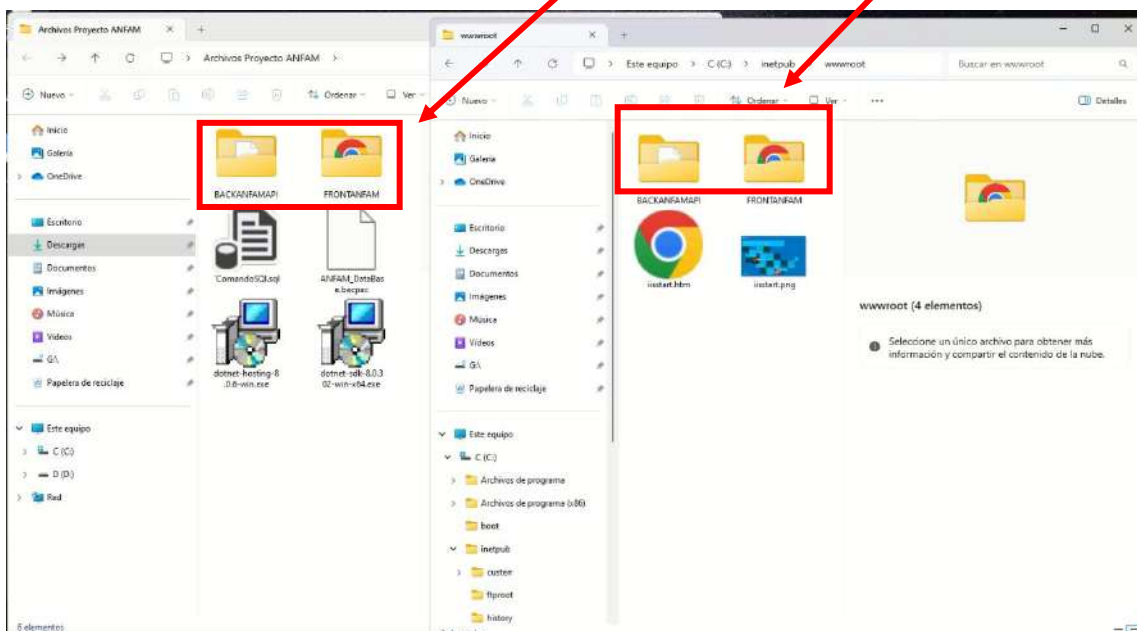 Archivos Proyecto ANFAM
Archivos Proyecto ANFAM
Nuevo
Ordenar
Ver
Inicio
Galería
OneDrive
Escritorio
Descargas
Documentos
Imágenes
Música
Videos
G:\
Papelera de reciclaje
Este equipo
C (C:)
D (D:)
Red
BACKANFAMAPI
FRONTANFAM
ComandoSQl.sql
ANFAM_DataBas
e.bacpac
dotnet-hosting-8
.0.6-win.exe
dotnet-sdk-8.0.3
02-win-x64.exe
6 elementos
wwwroot
Este equipo
C (C:)
inetpub
wwwroot
Buscar en wwwroot
Nuevo
Ordenar
Ver
Detalles
Inicio
Galería
OneDrive
Escritorio
Descargas
Documentos
Imágenes
Música
Videos
G:\
Papelera de reciclaje
Este equipo
C (C:)
Archivos de programa
Archivos de programa (x86)
boot
inetpub
custerr
ftproot
history
BACKANFAMAPI
FRONTANFAM
iisstart.htm
iisstart.png
wwwroot (4 elementos)
Seleccione un único archivo para obtener más
información y compartir el contenido de la nube.